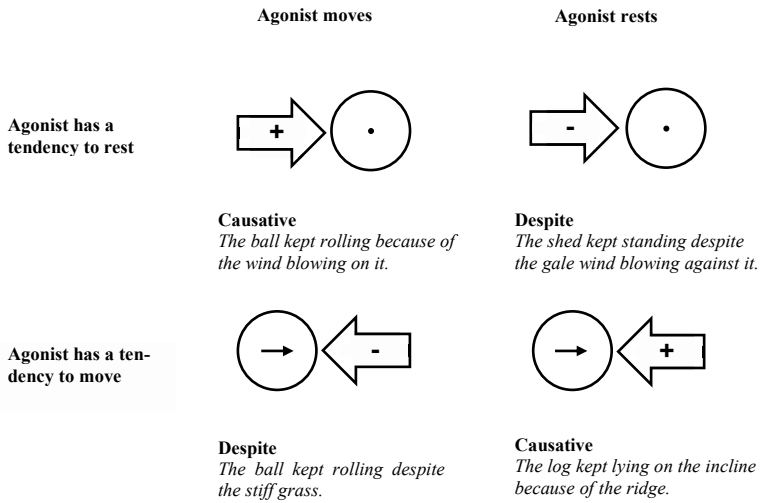 Agonist moves Agonist rests
Agonist has a
tendency to rest
+ -
Causative
The ball kept rolling because of
the wind blowing on it.
Despite
The shed kept standing despite
the gale wind blowing against it.
Agonist has a ten-
dency to move
- +
Despite
The ball kept rolling despite
the stiff grass.
Causative
The log kept lying on the incline
because of the ridge.